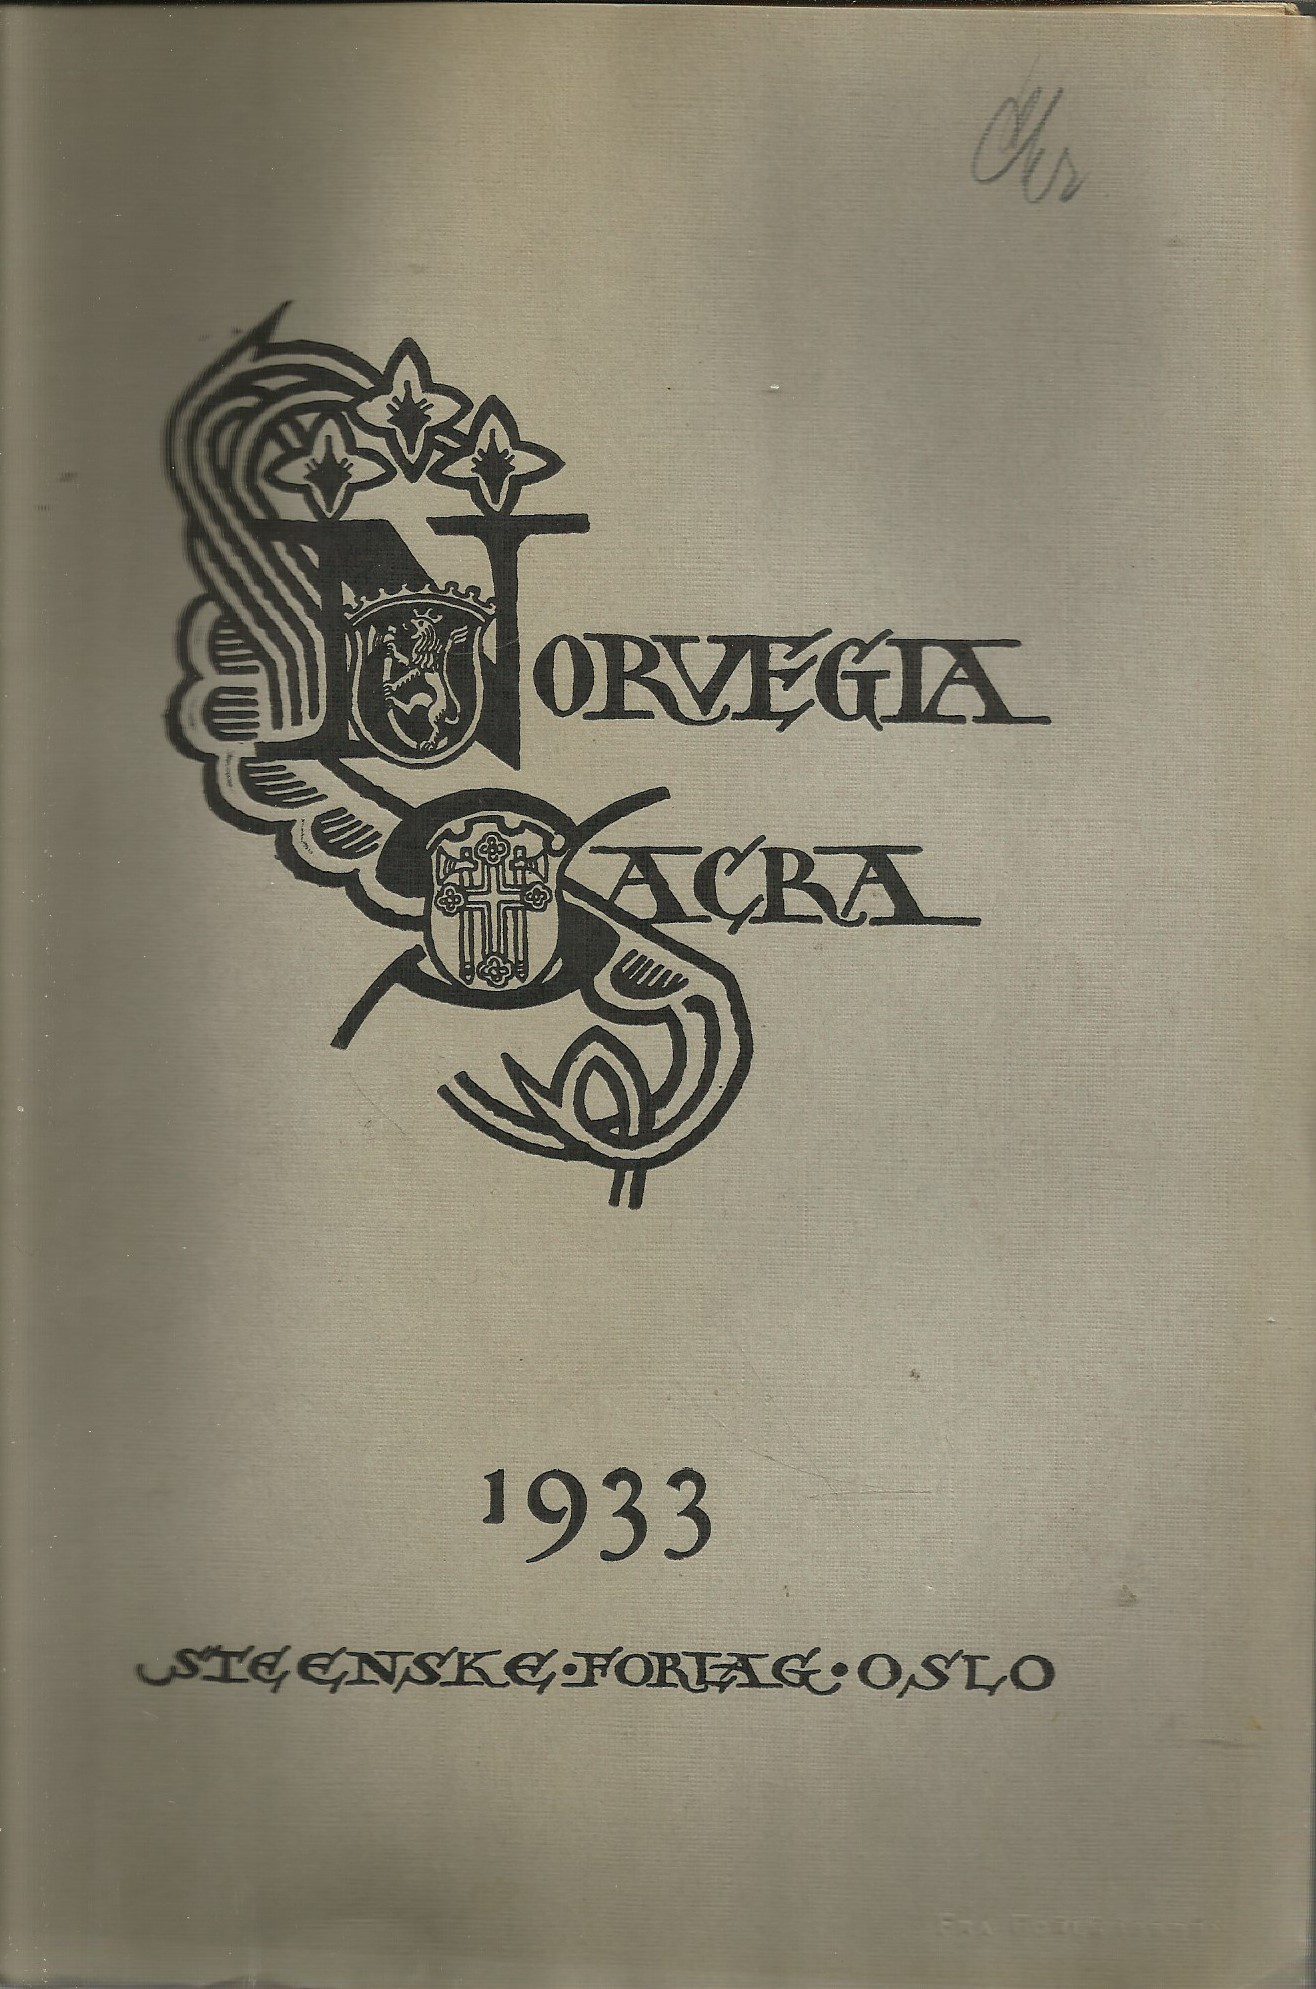 NORVEGIA
SACRA
1933
STEENSKE·FORLAG·OSLO